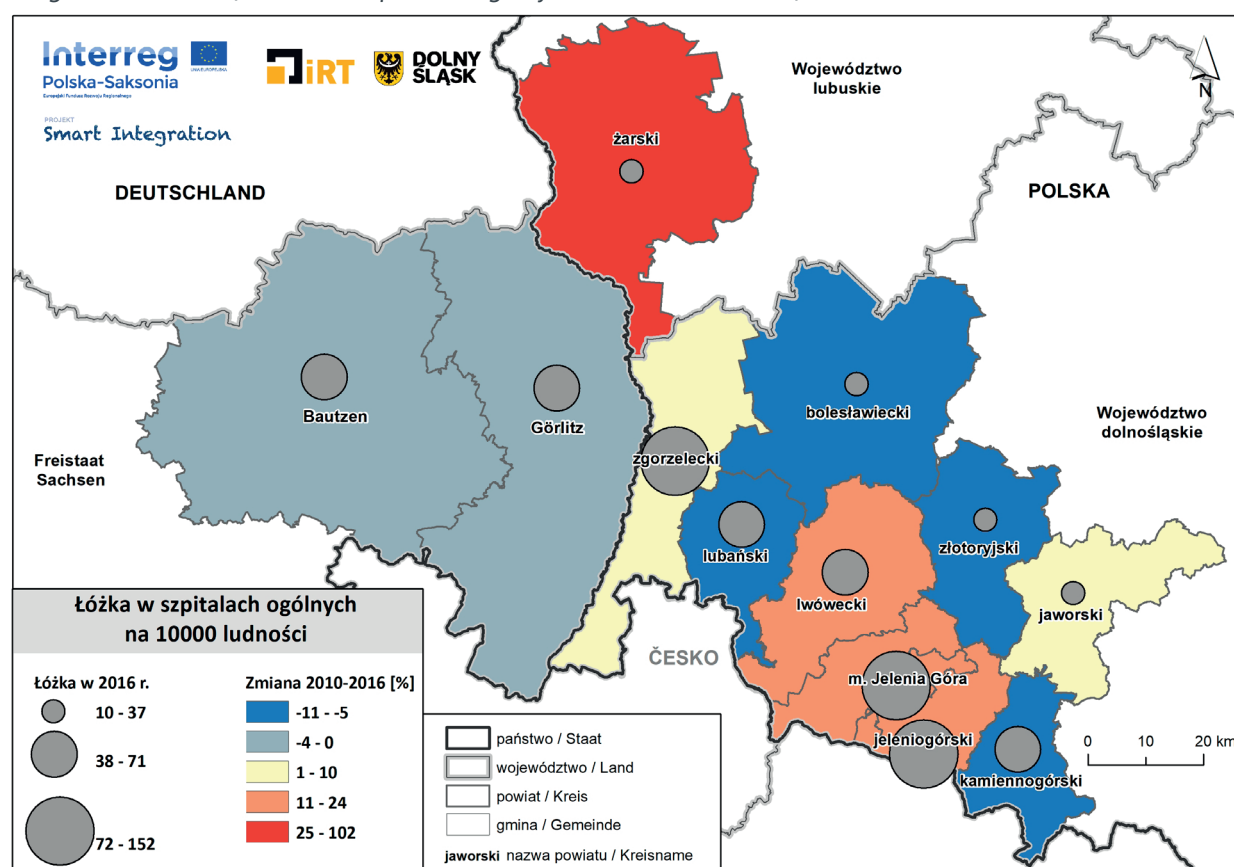 Interreg
Polska-Saksonia
UNIA EUROPEJSKA
Europejski Fundusz Rozwoju Regionalnego
iRT
DOLNY
ŚLĄSK
PROJEKT
Smart Integration
Województwo
lubuskie
N
żarski
DEUTSCHLAND
POLSKA
Bautzen
Görlitz
bolesławiecki
Województwo
dolnośląskie
Freistaat
Sachsen
zgorzelecki
lubański
złotoryjski
lwówecki
jaworski
ČESKO
m. Jelenia Góra
jeleniogórski
kamiennogórski
0 10 20 km
Łóżka w szpitalach ogólnych
na 10000 ludności
Łóżka w 2016 r.
10 - 37
38 - 71
72 - 152
Zmiana 2010-2016 [%]
-11 - -5
-4 - 0
1 - 10
11 - 24
25 - 102
państwo / Staat
województwo / Land
powiat / Kreis
gmina / Gemeinde
jaworski nazwa powiatu / Kreisname